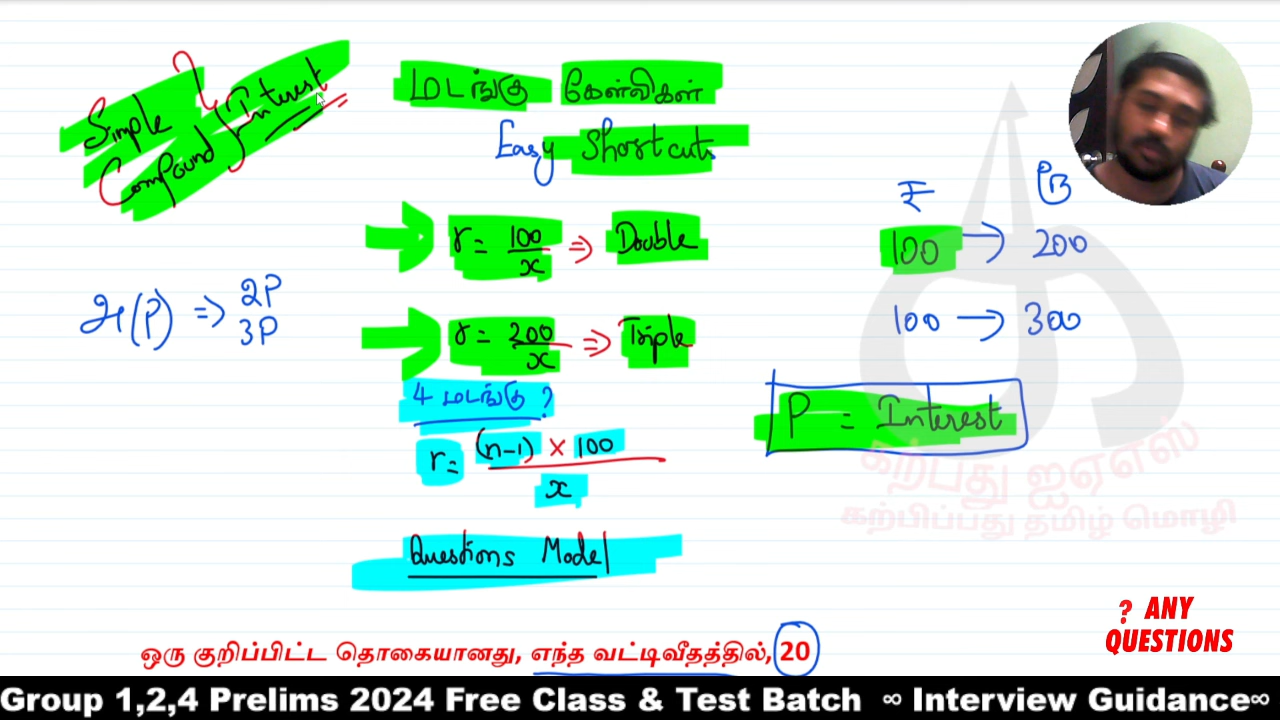 Simple
Compound } Interest
மடங்கு கேள்விகள்
Easy Shortcuts
₹
100 → 200
100 → 300
r = 100/x ⇒ Double
r = 200/x ⇒ Triple
(P) ⇒ 2P
3P
4 மடங்கு ?
r = (n-1) × 100 / x
P = Interest
Questions Model
கற்பது ஐஏஎஸ்
கற்பிப்பது தமிழ் மொழி
ஒரு குறிப்பிட்ட தொகையானது, எந்த வட்டிவீதத்தில், 20
? ANY
QUESTIONS
Group 1,2,4 Prelims 2024 Free Class & Test Batch ∞ Interview Guidance∞